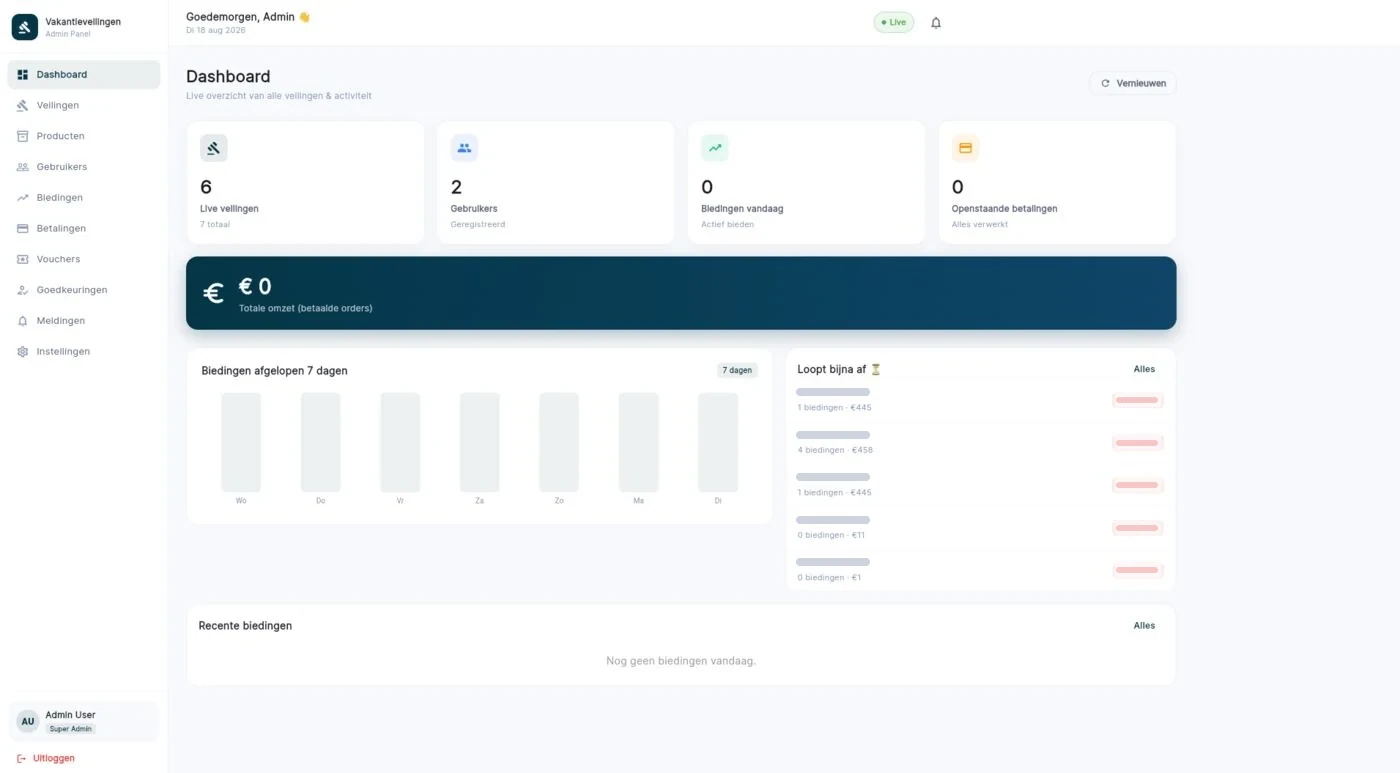 Vakantieveilingen
Admin Panel
Dashboard
Veilingen
Producten
Gebruikers
Biedingen
Betalingen
Vouchers
Goedkeuringen
Meldingen
Instellingen
AU
Admin User
Super Admin
Uitloggen
Goedemorgen, Admin 👋
Di 18 aug 2026
Live
Dashboard
Live overzicht van alle veilingen & activiteit
Vernieuwen
6
Live veilingen
7 totaal
2
Gebruikers
Geregistreerd
0
Biedingen vandaag
Actief bieden
0
Openstaande betalingen
Alles verwerkt
€
€ 0
Totale omzet (betaalde orders)
Biedingen afgelopen 7 dagen
7 dagen
Wo Do Vr Za Zo Ma Di
Loopt bijna af ⏳
Alles
1 biedingen · €445
4 biedingen · €458
1 biedingen · €445
0 biedingen · €11
0 biedingen · €1
Recente biedingen
Alles
Nog geen biedingen vandaag.